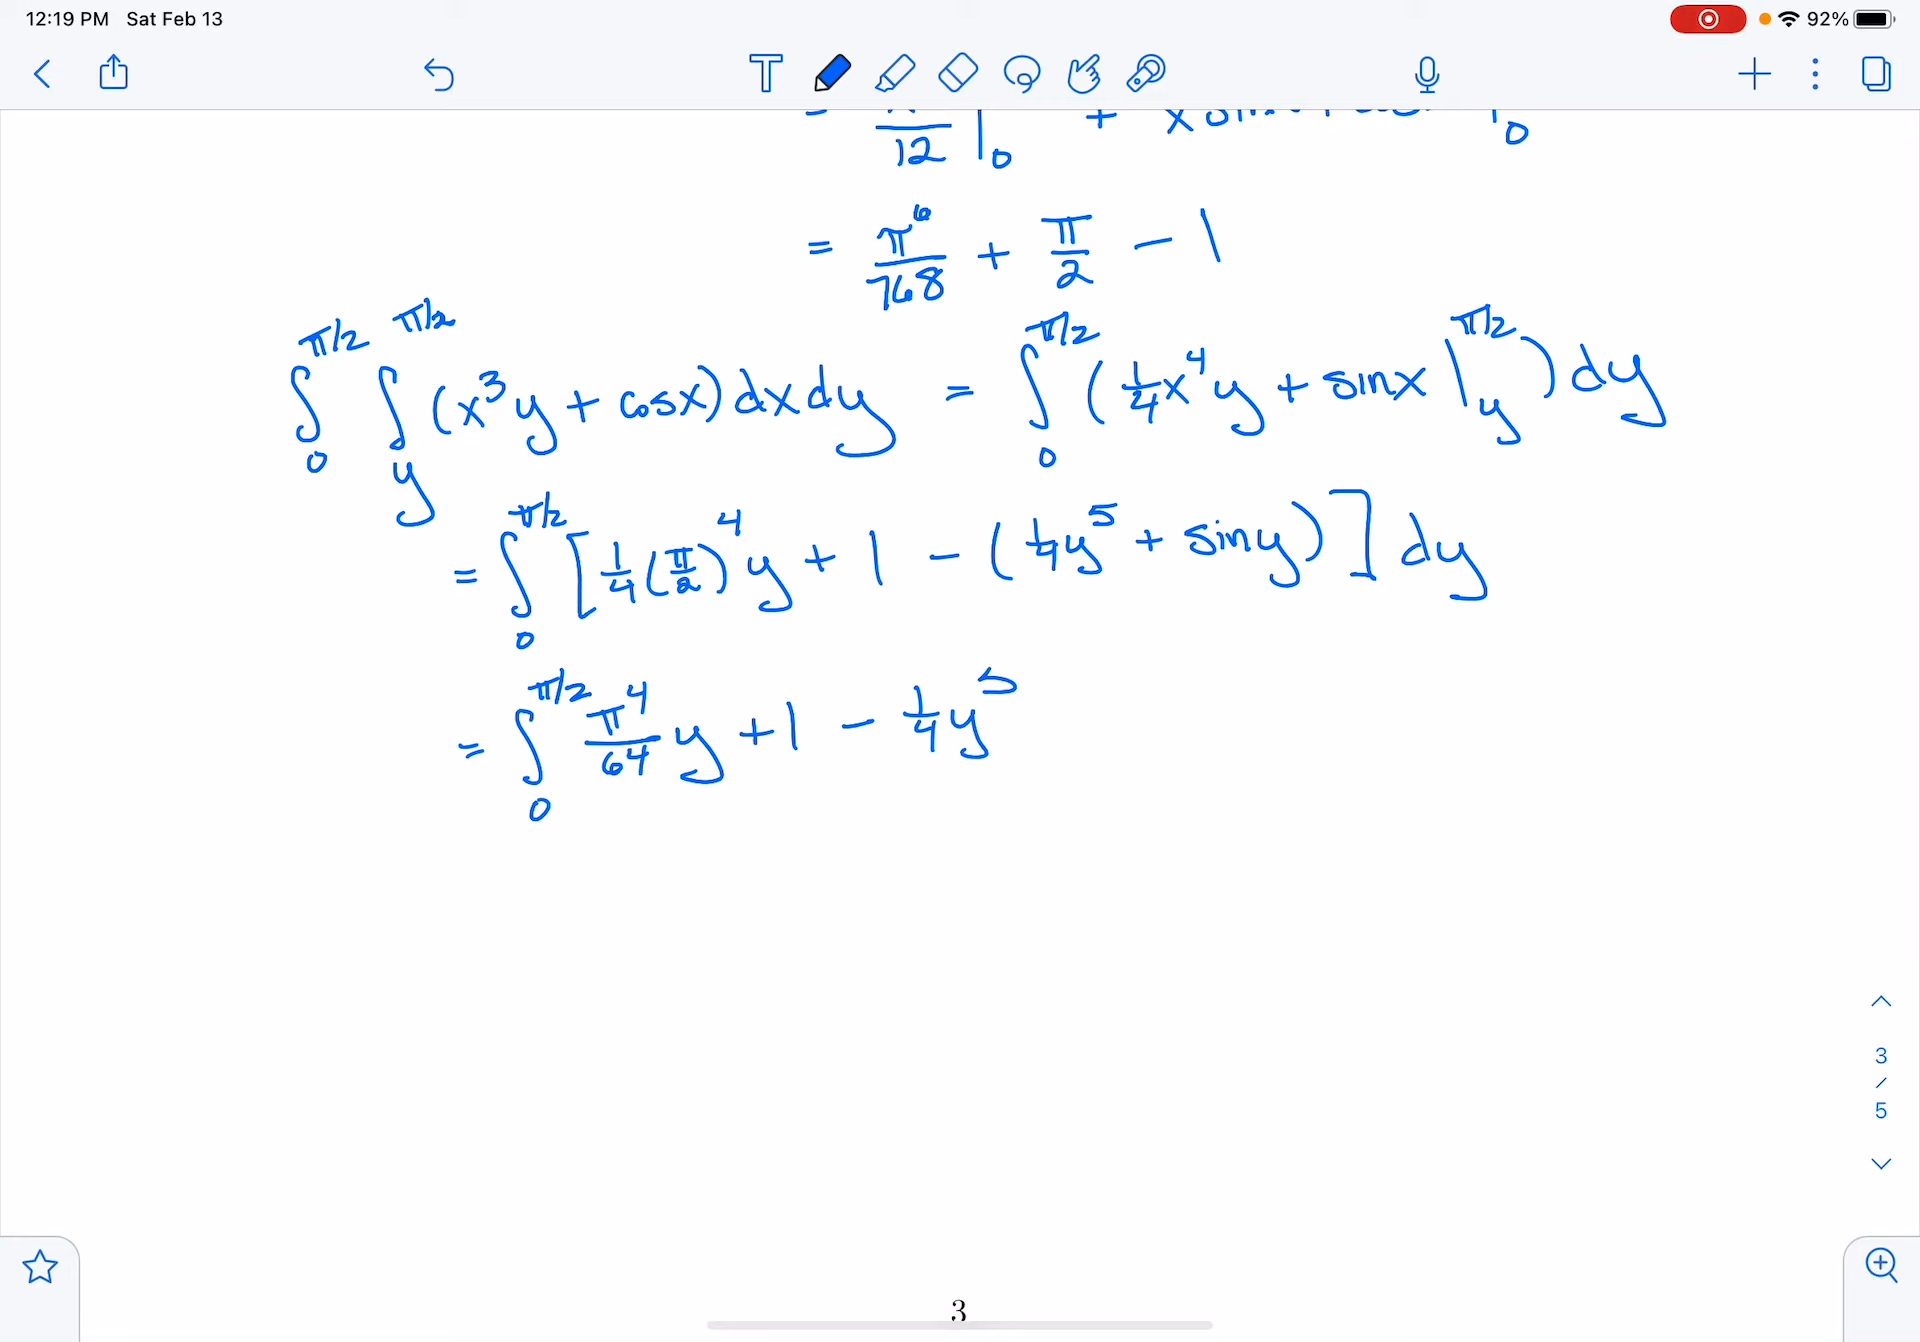 12:19 PM Sat Feb 13 92%
= 12 |₀ + x sin ₀
= π⁶/768 + π/2 − 1
∫₀^{π/2} ∫_y^{π/2} (x³y + cosx) dx dy = ∫₀^{π/2} (¼x⁴y + sinx |_y^{π/2}) dy
= ∫₀^{π/2} [¼(π/2)⁴y + 1 − (¼y⁵ + siny)] dy
= ∫₀^{π/2} π⁴/64 y + 1 − ¼y⁵
3
/
5
3